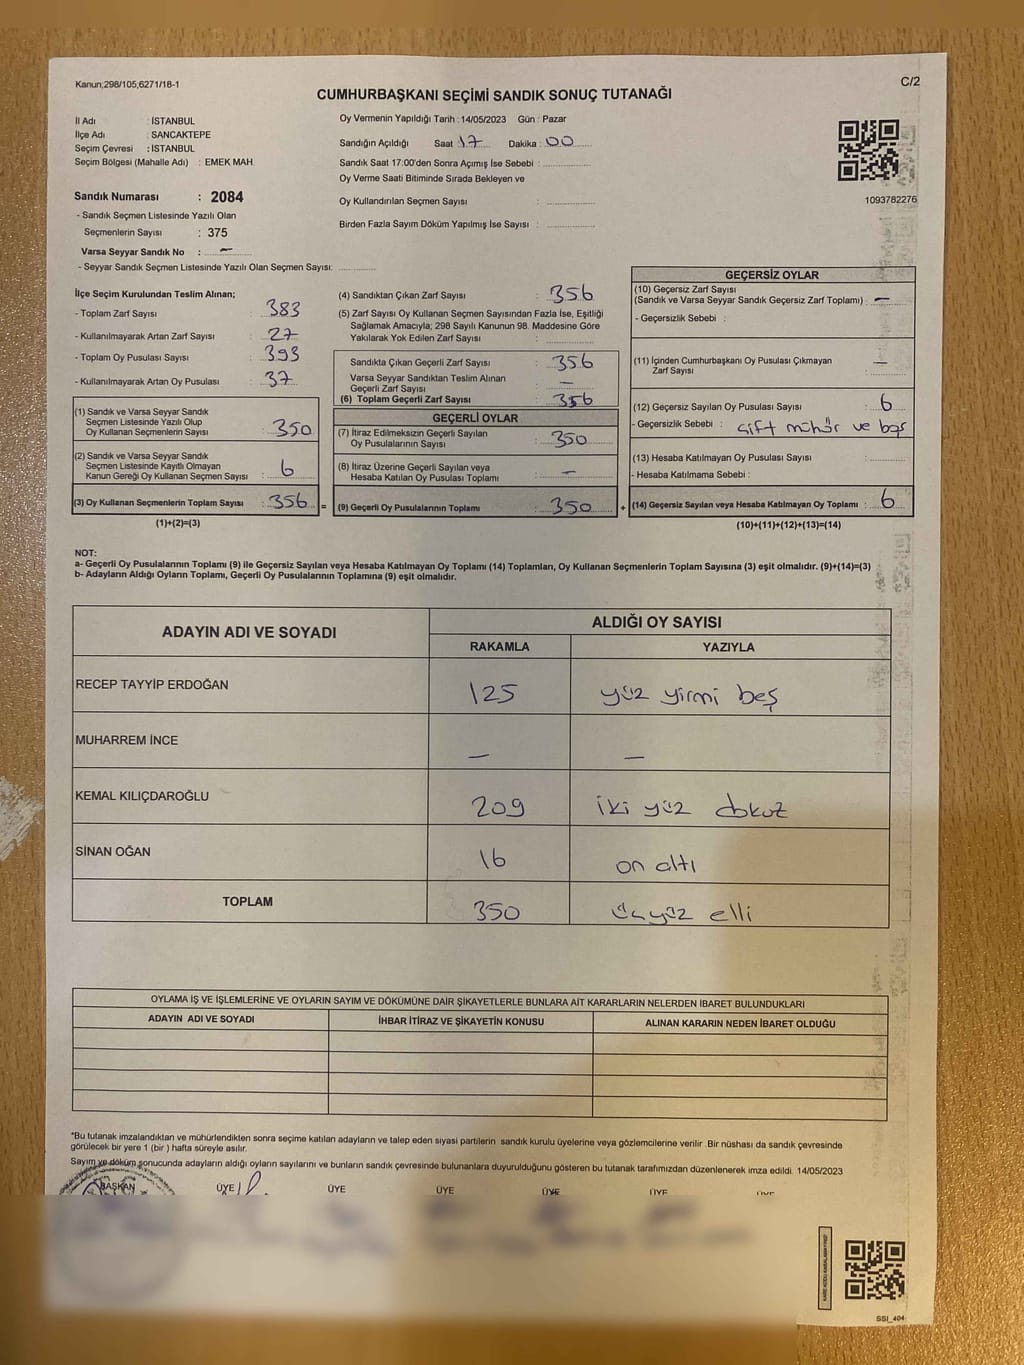 Kanun;298/105;6271/18-1
C/2
CUMHURBAŞKANI SEÇİMİ SANDIK SONUÇ TUTANAĞI
İl Adı : İSTANBUL
İlçe Adı : SANCAKTEPE
Seçim Çevresi : İSTANBUL
Seçim Bölgesi (Mahalle Adı) : EMEK MAH
Sandık Numarası : 2084
- Sandık Seçmen Listesinde Yazılı Olan
Seçmenlerin Sayısı : 375
Varsa Seyyar Sandık No : –
- Seyyar Sandık Seçmen Listesinde Yazılı Olan Seçmen Sayısı: ............
Oy Vermenin Yapıldığı Tarih : 14/05/2023 Gün : Pazar
Sandığın Açıldığı Saat 17 Dakika : 00
Sandık Saat 17:00'den Sonra Açımış İse Sebebi : ............
Oy Verme Saati Bitiminde Sırada Bekleyen ve
Oy Kullandırılan Seçmen Sayısı : ............
Birden Fazla Sayım Döküm Yapılmış İse Sayısı : ............
1093782276
İlçe Seçim Kurulundan Teslim Alınan;
- Toplam Zarf Sayısı : 383
- Kullanılmayarak Artan Zarf Sayısı : 27
- Toplam Oy Pusulası Sayısı : 393
- Kullanılmayarak Artan Oy Pusulası : 37
(1) Sandık ve Varsa Seyyar Sandık
Seçmen Listesinde Yazılı Olup
Oy Kullanan Seçmenlerin Sayısı : 350
(2) Sandık ve Varsa Seyyar Sandık
Seçmen Listesinde Kayıtlı Olmayan
Kanun Gereği Oy Kullanan Seçmen Sayısı : 6
(3) Oy Kullanan Seçmenlerin Toplam Sayısı : 356 =
(1)+(2)=(3)
(4) Sandıktan Çıkan Zarf Sayısı : 356
(5) Zarf Sayısı Oy Kullanan Seçmen Sayısından Fazla İse, Eşitliği
Sağlamak Amacıyla; 298 Sayılı Kanunun 98. Maddesine Göre
Yakılarak Yok Edilen Zarf Sayısı : ............
Sandıkta Çıkan Geçerli Zarf Sayısı : 356
Varsa Seyyar Sandıktan Teslim Alınan
Geçerli Zarf Sayısı : –
(6) Toplam Geçerli Zarf Sayısı : 356
GEÇERLİ OYLAR
(7) İtiraz Edilmeksizin Geçerli Sayılan
Oy Pusulalarının Sayısı : 350
(8) İtiraz Üzerine Geçerli Sayılan veya
Hesaba Katılan Oy Pusulası Toplamı : –
(9) Geçerli Oy Pusulalarının Toplamı : 350 +
GEÇERSİZ OYLAR
(10) Geçersiz Zarf Sayısı
(Sandık ve Varsa Seyyar Sandık Geçersiz Zarf Toplamı) : –
- Geçersizlik Sebebi :
(11) İçinden Cumhurbaşkanı Oy Pusulası Çıkmayan
Zarf Sayısı : –
(12) Geçersiz Sayılan Oy Pusulası Sayısı : 6
- Geçersizlik Sebebi : çift mühür ve boş
(13) Hesaba Katılmayan Oy Pusulası Sayısı : ............
- Hesaba Katılmama Sebebi :
(14) Geçersiz Sayılan veya Hesaba Katılmayan Oy Toplamı : 6
(10)+(11)+(12)+(13)=(14)
NOT:
a- Geçerli Oy Pusulalarının Toplamı (9) ile Geçersiz Sayılan veya Hesaba Katılmayan Oy Toplamı (14) Toplamları, Oy Kullanan Seçmenlerin Toplam Sayısına (3) eşit olmalıdır. (9)+(14)=(3)
b- Adayların Aldığı Oyların Toplamı, Geçerli Oy Pusulalarının Toplamına (9) eşit olmalıdır.
ADAYIN ADI VE SOYADI ALDIĞI OY SAYISI
RAKAMLA YAZIYLA
RECEP TAYYİP ERDOĞAN 125 yüz yirmi beş
MUHARREM İNCE – –
KEMAL KILIÇDAROĞLU 209 iki yüz dokuz
SİNAN OĞAN 16 on altı
TOPLAM 350 üçyüz elli
OYLAMA İŞ VE İŞLEMLERİNE VE OYLARIN SAYIM VE DÖKÜMÜNE DAİR ŞİKAYETLERLE BUNLARA AİT KARARLARIN NELERDEN İBARET BULUNDUKLARI
ADAYIN ADI VE SOYADI İHBAR İTİRAZ VE ŞİKAYETİN KONUSU ALINAN KARARIN NEDEN İBARET OLDUĞU
*Bu tutanak imzalandıktan ve mühürlendikten sonra seçime katılan adayların ve talep eden siyasi partilerin sandık kurulu üyelerine veya gözlemcilerine verilir .Bir nüshası da sandık çevresinde
görülecek bir yere 1 (bir ) hafta süreyle asılır.
Sayım ve döküm sonucunda adayların aldığı oyların sayılarını ve bunların sandık çevresinde bulunanlara duyurulduğunu gösteren bu tutanak tarafımızdan düzenlenerek imza edildi. 14/05/2023
BAŞKAN ÜYE ÜYE ÜYE ÜYE ÜYE ÜYE
SSI_404